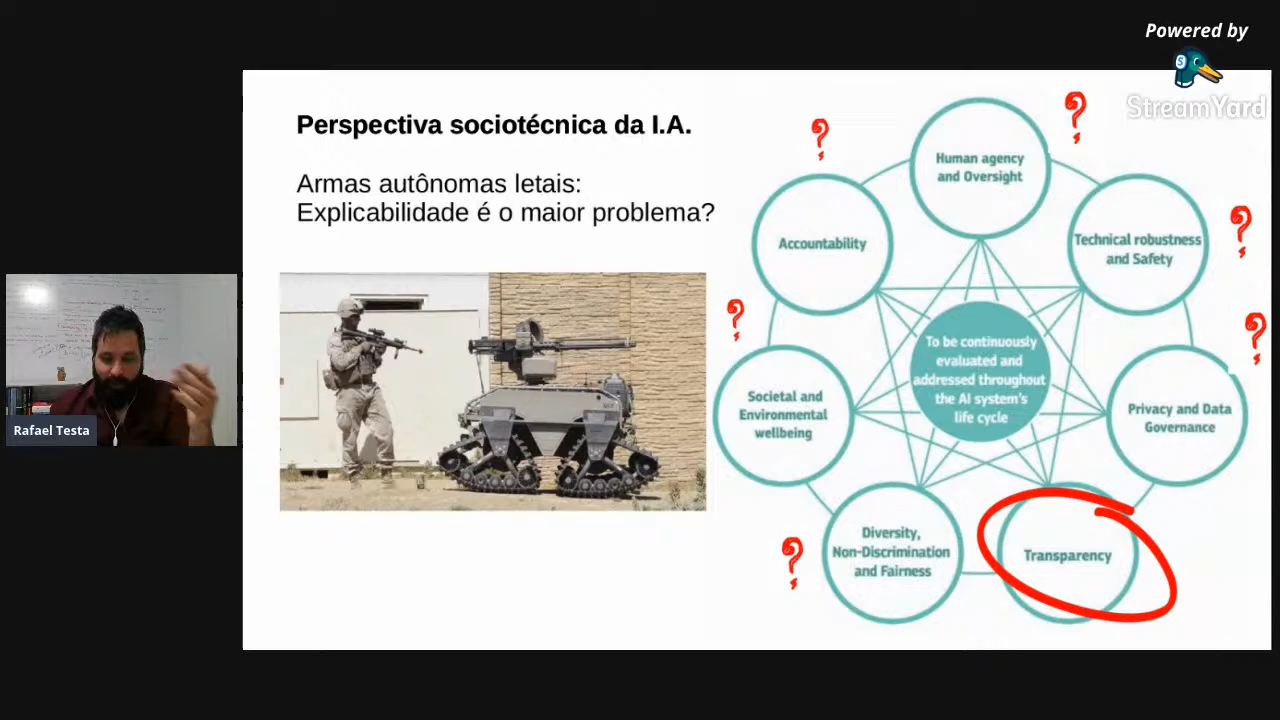 Powered by
StreamYard
Perspectiva sociotécnica da I.A.
Armas autônomas letais:
Explicabilidade é o maior problema?
Human agency
and Oversight
?
?
Accountability
Technical robustness
and Safety
?
?
?
To be continuously
evaluated and
addressed throughout
the AI system's
life cycle
Societal and
Environmental
wellbeing
Privacy and Data
Governance
Diversity,
Non-Discrimination
and Fairness
?
Transparency
Rafael Testa